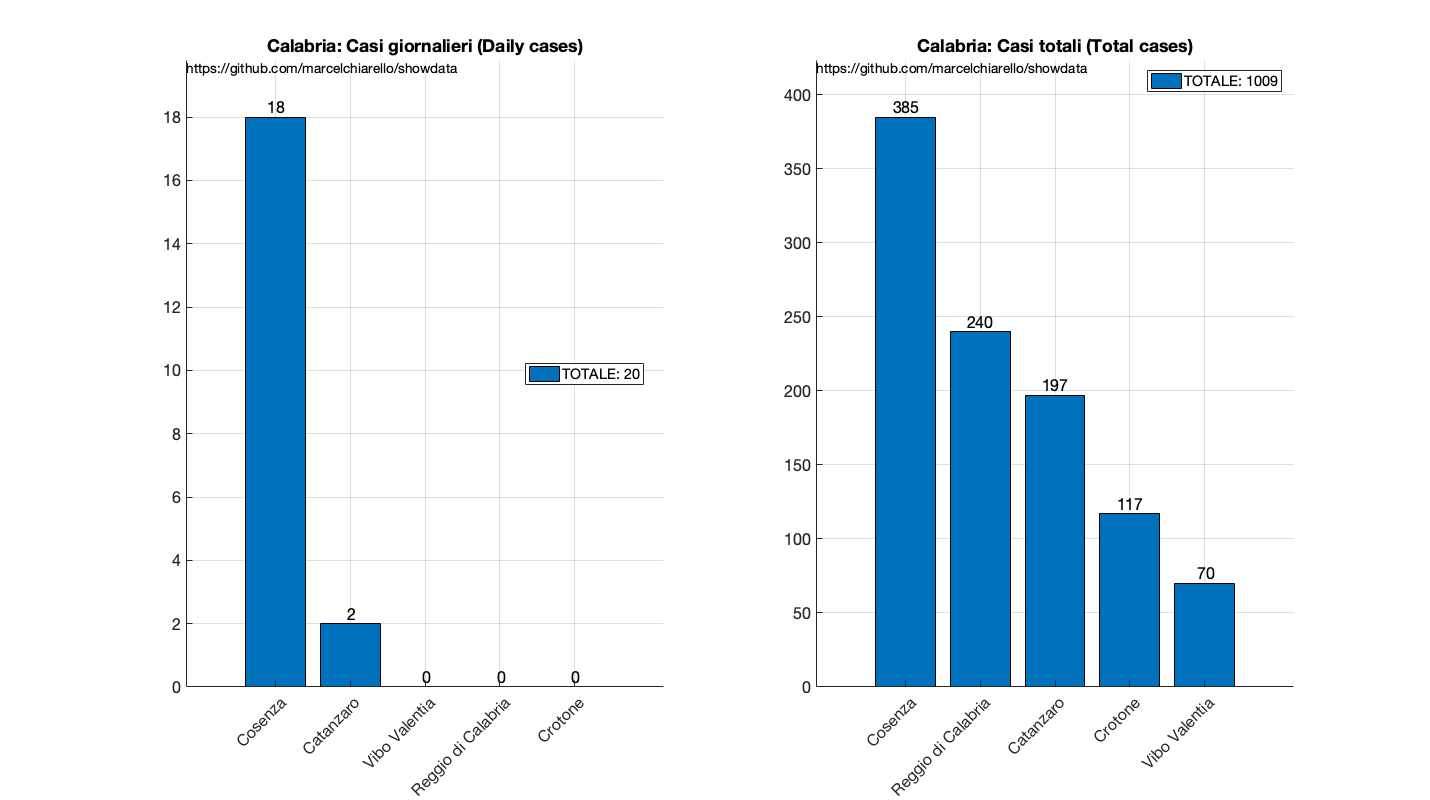 Calabria: Casi giornalieri (Daily cases)
https://github.com/marcelchiarello/showdata
18
16
14
12
10
8
6
4
2
0
18
2
0
0
0
TOTALE: 20
Cosenza
Catanzaro
Vibo Valentia
Reggio di Calabria
Crotone
Calabria: Casi totali (Total cases)
https://github.com/marcelchiarello/showdata
TOTALE: 1009
400
350
300
250
200
150
100
50
0
385
240
197
117
70
Cosenza
Reggio di Calabria
Catanzaro
Crotone
Vibo Valentia